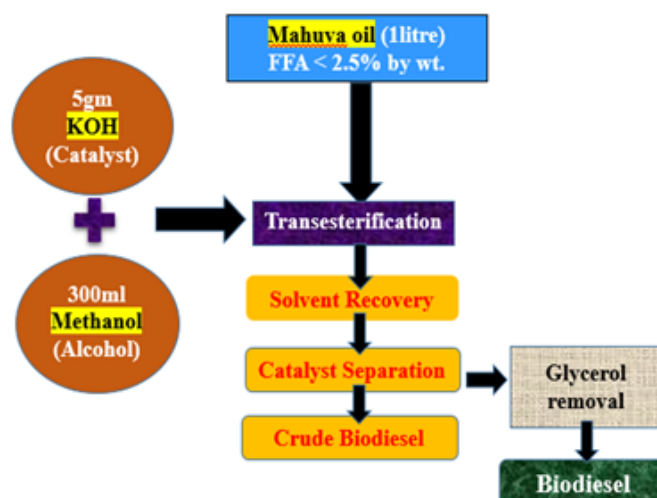 Mahuva oil (1litre)
FFA < 2.5% by wt.
5gm
KOH
(Catalyst)
300ml
Methanol
(Alcohol)
Transesterification
Solvent Recovery
Catalyst Separation
Crude Biodiesel
Glycerol
removal
Biodiesel